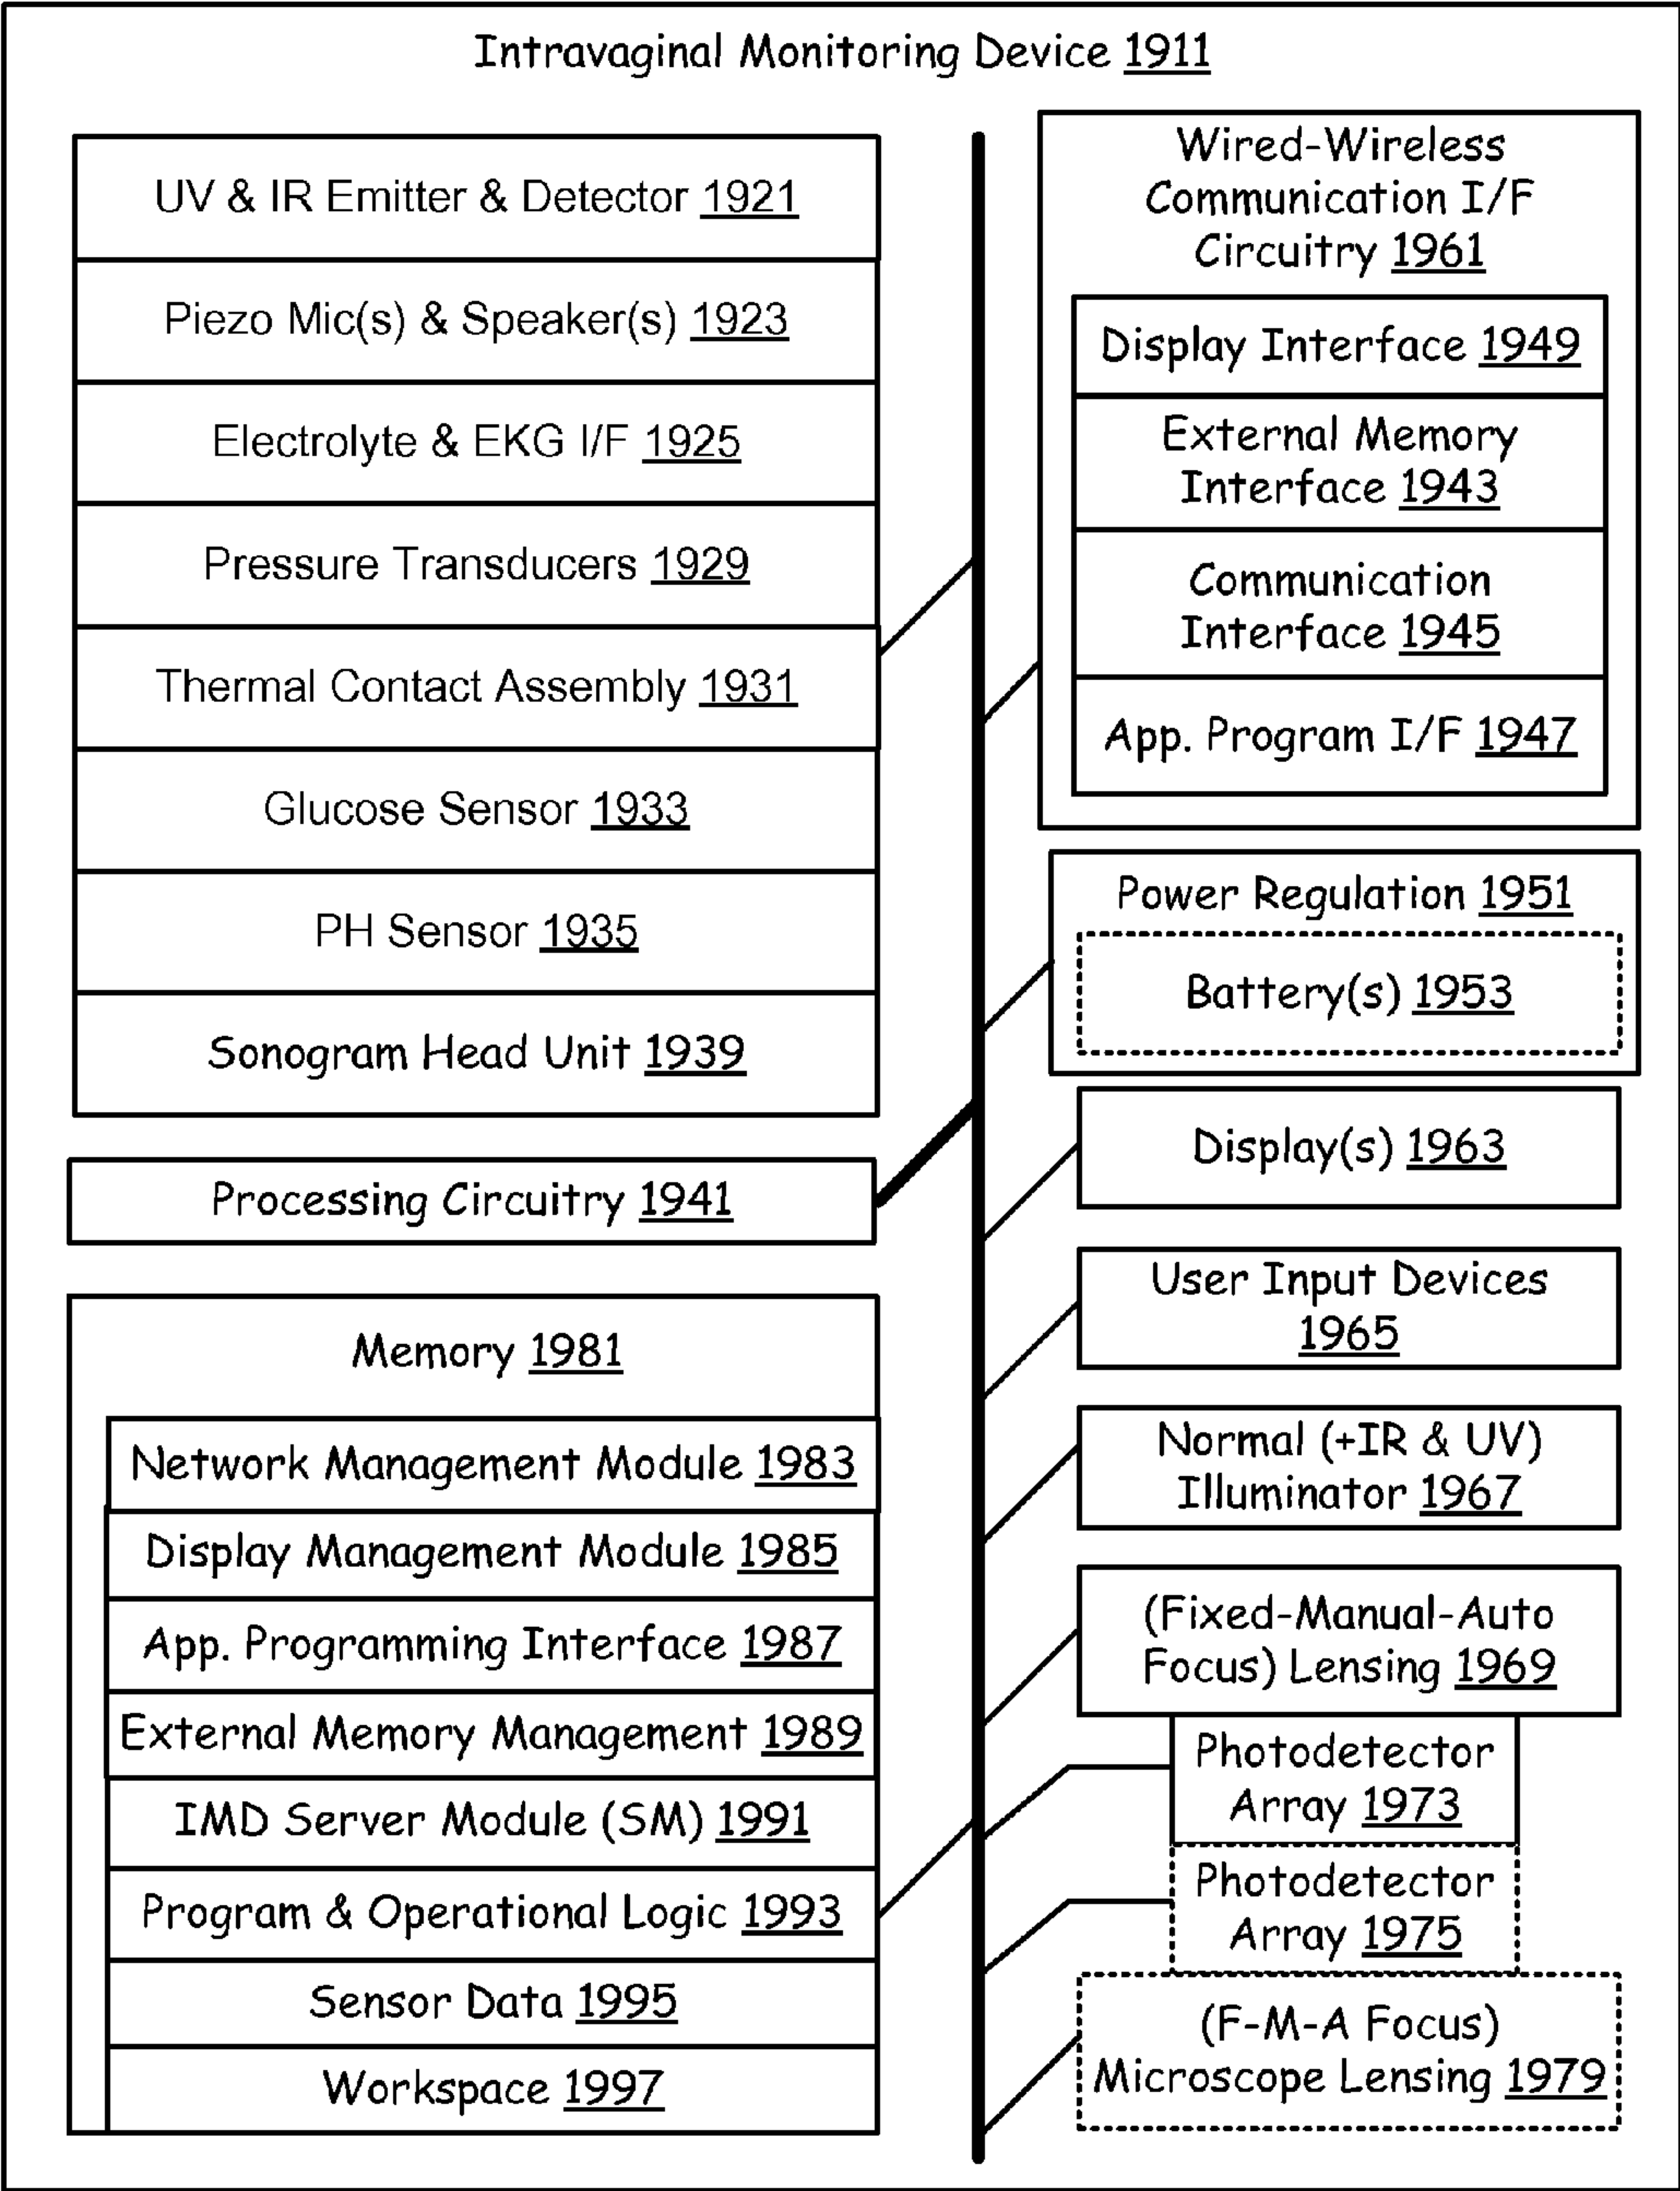 Intravaginal Monitoring Device 1911
UV & IR Emitter & Detector 1921
Piezo Mic(s) & Speaker(s) 1923
Electrolyte & EKG I/F 1925
Pressure Transducers 1929
Thermal Contact Assembly 1931
Glucose Sensor 1933
PH Sensor 1935
Sonogram Head Unit 1939
Processing Circuitry 1941
Memory 1981
Network Management Module 1983
Display Management Module 1985
App. Programming Interface 1987
External Memory Management 1989
IMD Server Module (SM) 1991
Program & Operational Logic 1993
Sensor Data 1995
Workspace 1997
Wired-Wireless
Communication I/F
Circuitry 1961
Display Interface 1949
External Memory
Interface 1943
Communication
Interface 1945
App. Program I/F 1947
Power Regulation 1951
Battery(s) 1953
Display(s) 1963
User Input Devices
1965
Normal (+IR & UV)
Illuminator 1967
(Fixed-Manual-Auto
Focus) Lensing 1969
Photodetector
Array 1973
Photodetector
Array 1975
(F-M-A Focus)
Microscope Lensing 1979